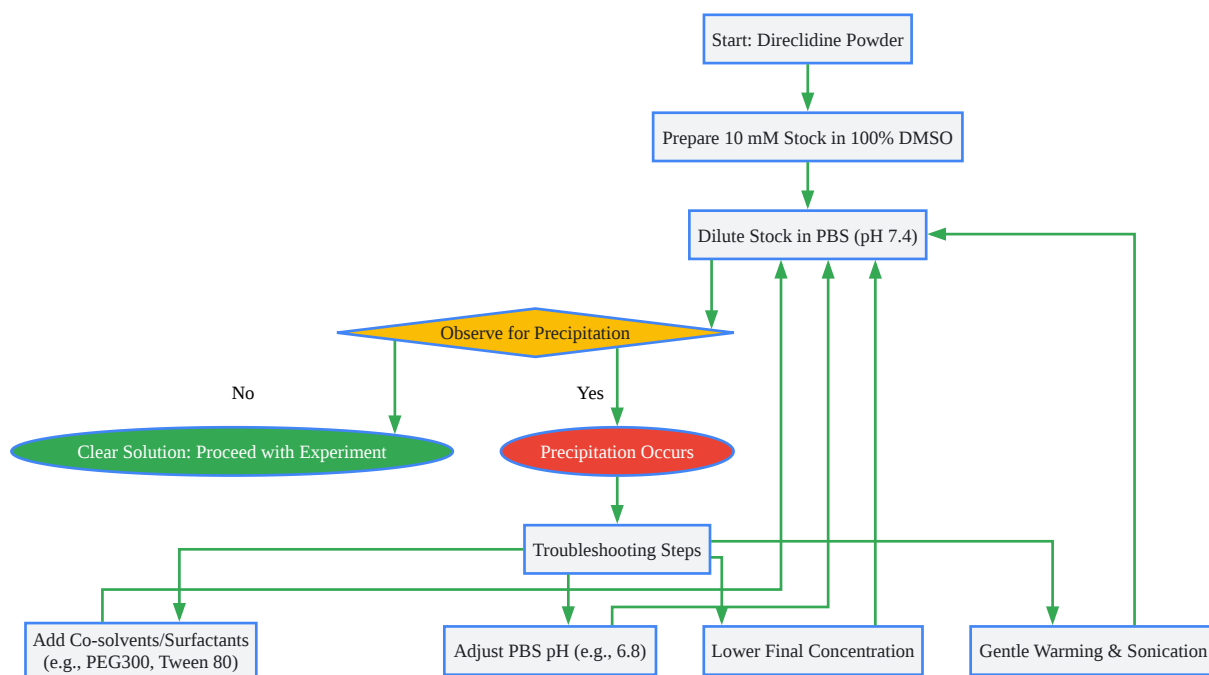 Start: Direclidine Powder
Prepare 10 mM Stock in 100% DMSO
Dilute Stock in PBS (pH 7.4)
Observe for Precipitation
No
Yes
Clear Solution: Proceed with Experiment
Precipitation Occurs
Troubleshooting Steps
Add Co-solvents/Surfactants
(e.g., PEG300, Tween 80)
Adjust PBS pH (e.g., 6.8)
Lower Final Concentration
Gentle Warming & Sonication